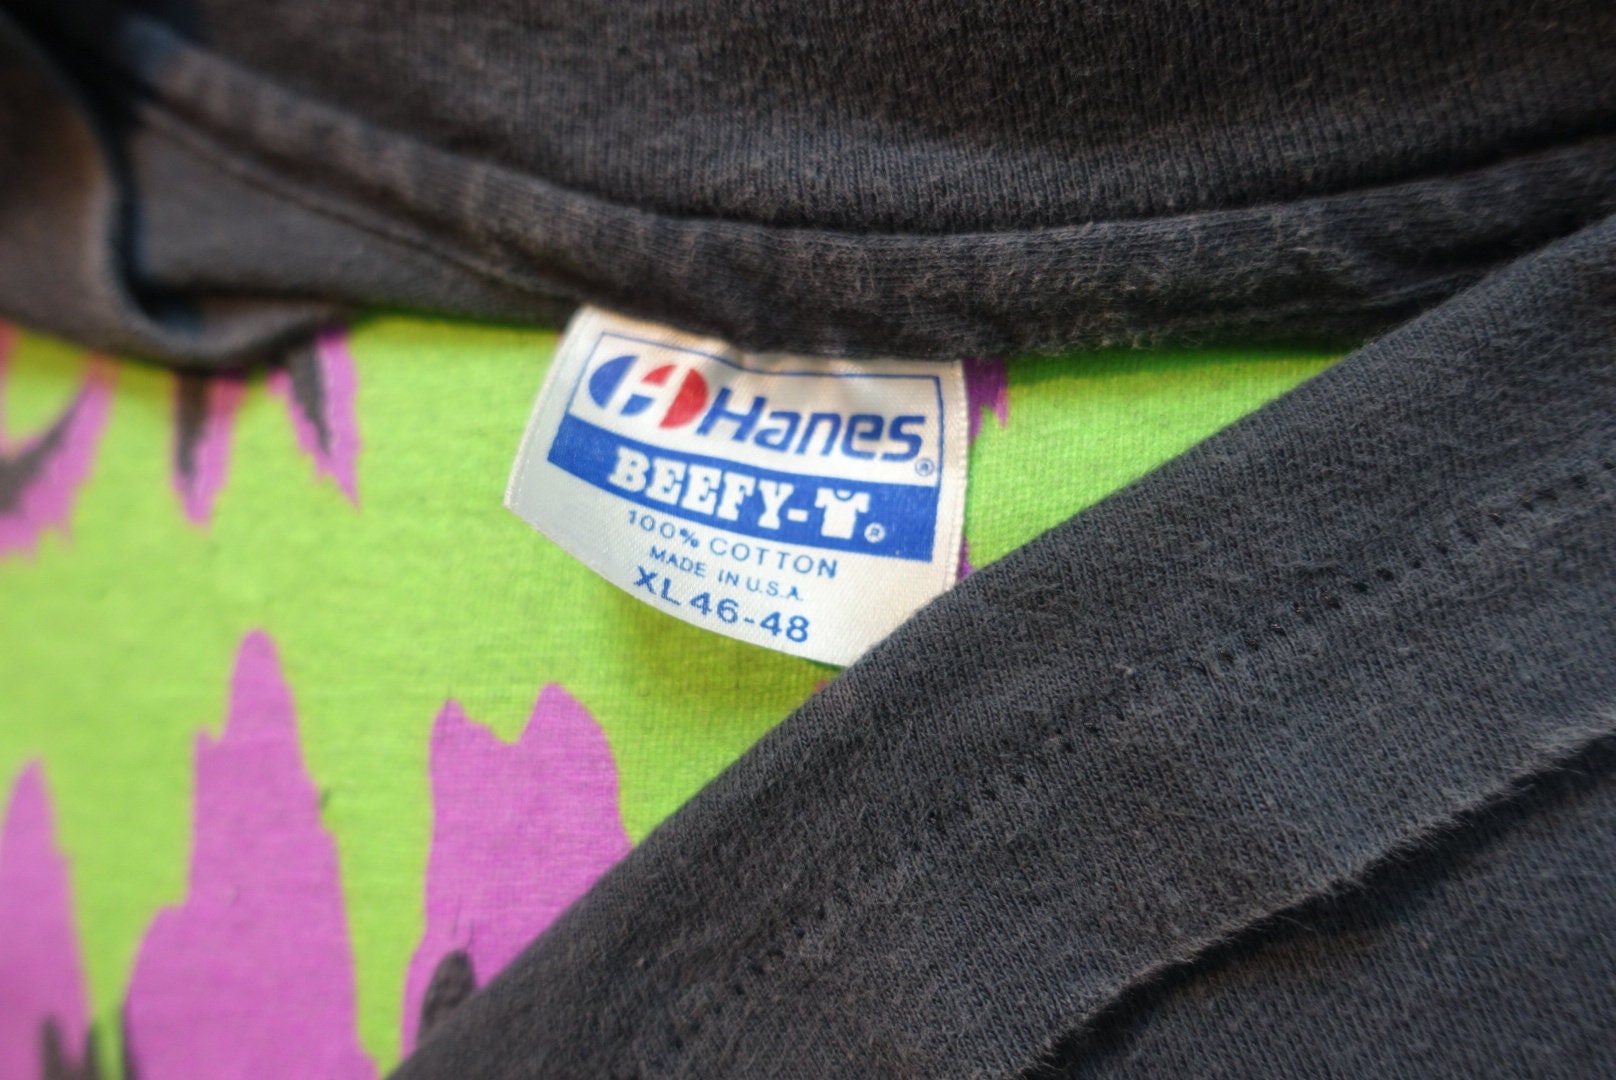 Hanes®
BEEFY-T®
100% COTTON
MADE IN U.S.A.
XL 46-48